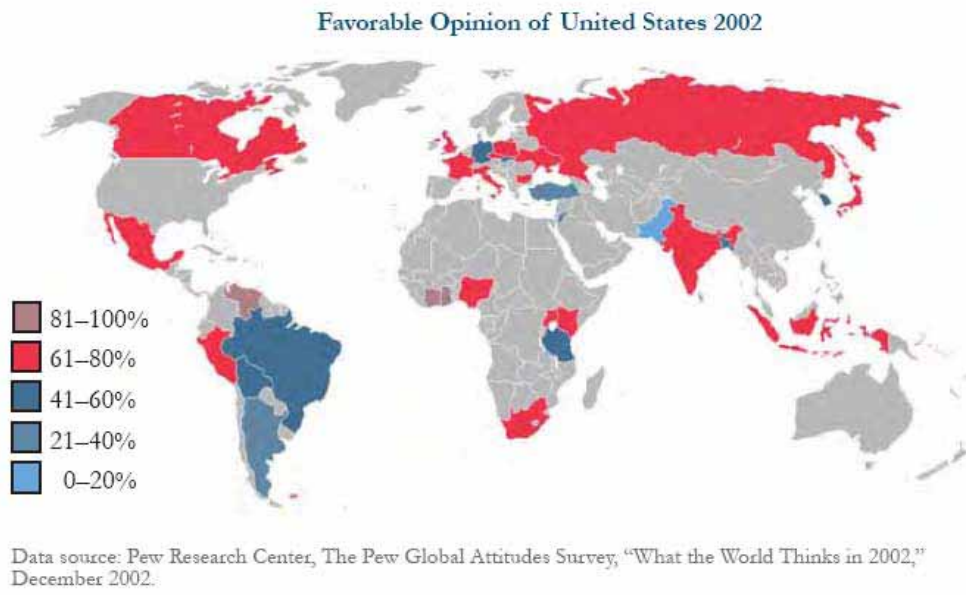 Favorable Opinion of United States 2002
81–100%
61–80%
41–60%
21–40%
0–20%
Data source: Pew Research Center, The Pew Global Attitudes Survey, “What the World Thinks in 2002,”
December 2002.